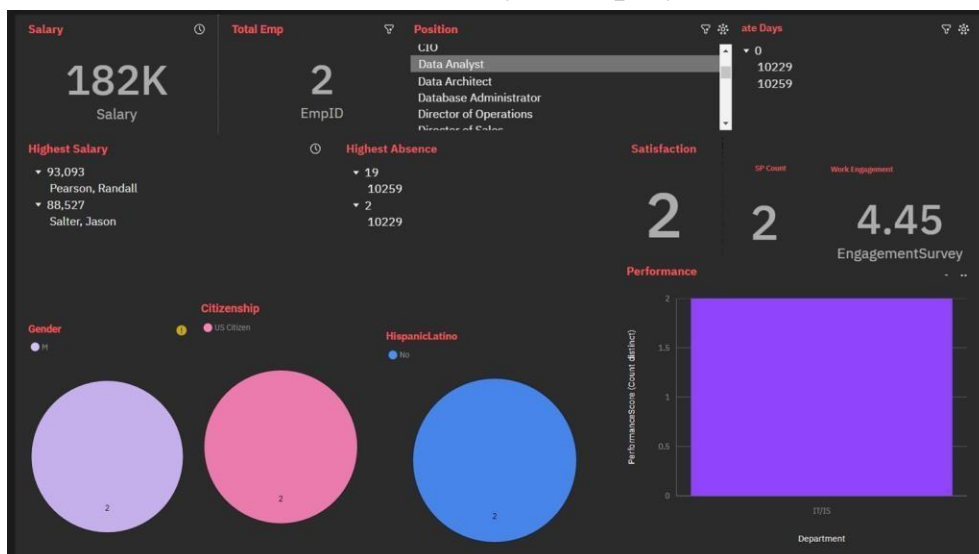 Salary
182K
Salary
Total Emp
2
EmpID
Position
CIO
Data Analyst
Data Architect
Database Administrator
Director of Operations
Director of Sales
ate Days
0
10229
10259
Highest Salary
93,093
Pearson, Randall
88,527
Salter, Jason
Highest Absence
19
10259
2
10229
Satisfaction
2
SP Count
2
Work Engagement
4.45
EngagementSurvey
Gender
M
2
Citizenship
US Citizen
2
HispanicLatino
No
2
Performance
PerformanceScore (Count distinct)
2
1.5
1
0.5
0
IT/IS
Department